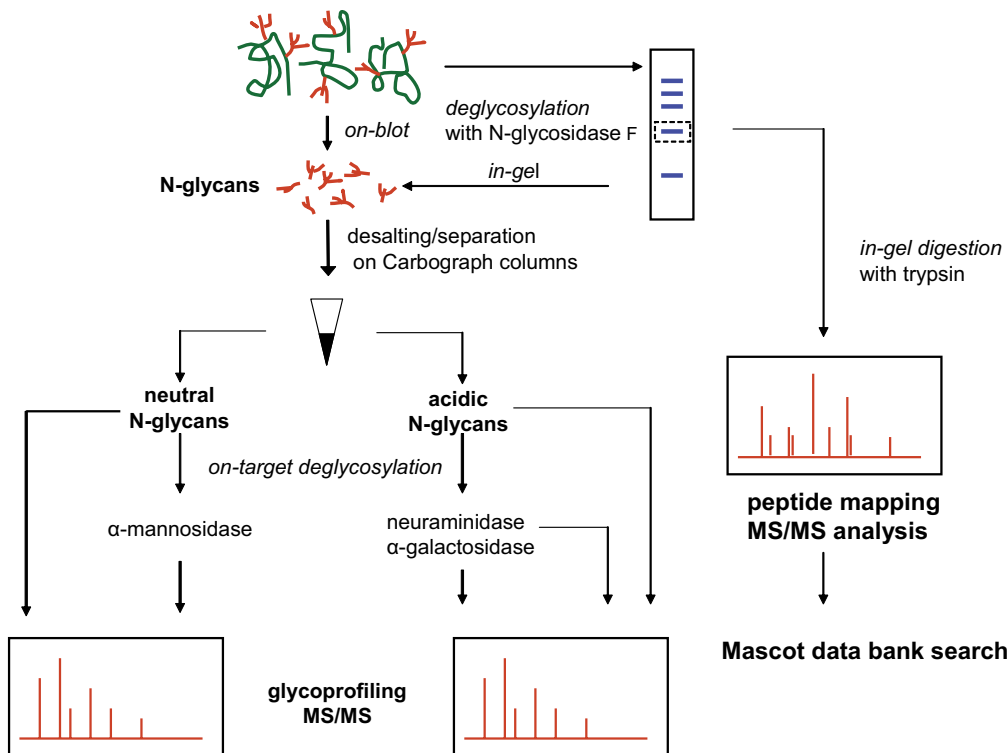 deglycosylation
with N-glycosidase F
on-blot
in-gel
N-glycans
desalting/separation
on Carbograph columns
in-gel digestion
with trypsin
neutral
N-glycans
acidic
N-glycans
on-target deglycosylation
α-mannosidase
neuraminidase
α-galactosidase
peptide mapping
MS/MS analysis
Mascot data bank search
glycoprofiling
MS/MS